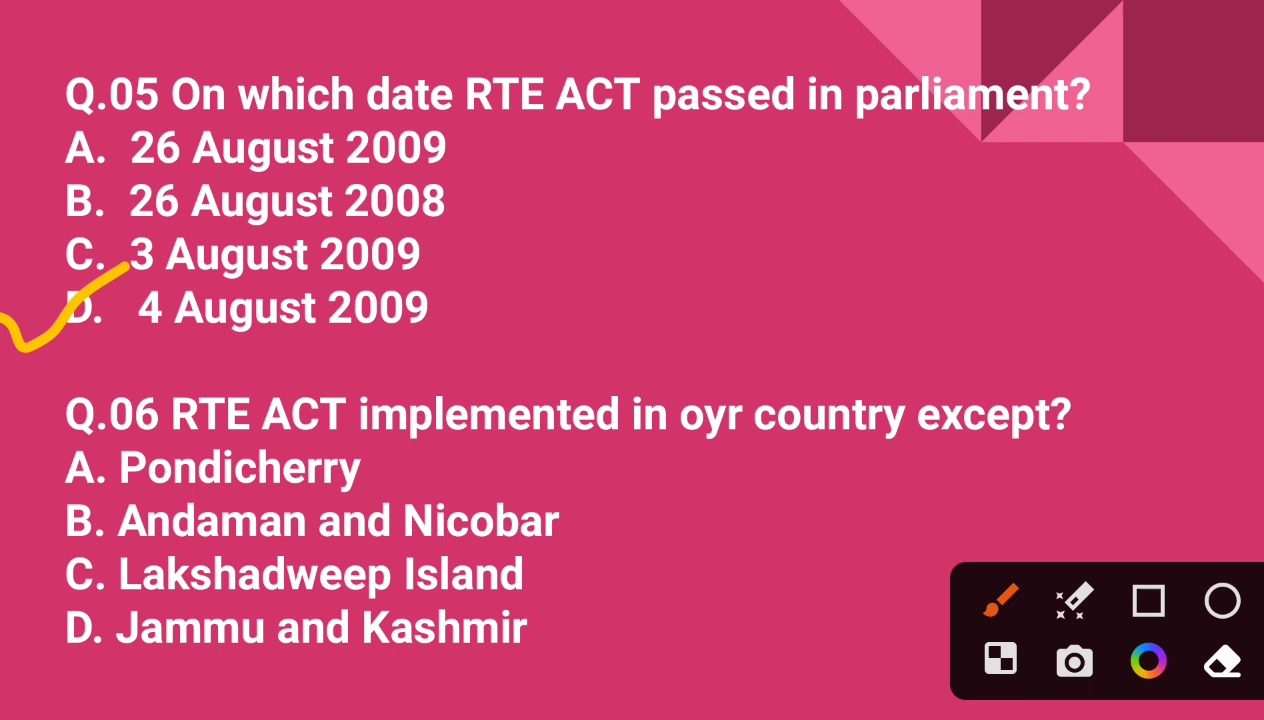 Q.05 On which date RTE ACT passed in parliament?
A. 26 August 2009
B. 26 August 2008
C. 3 August 2009
D. 4 August 2009
Q.06 RTE ACT implemented in oyr country except?
A. Pondicherry
B. Andaman and Nicobar
C. Lakshadweep Island
D. Jammu and Kashmir